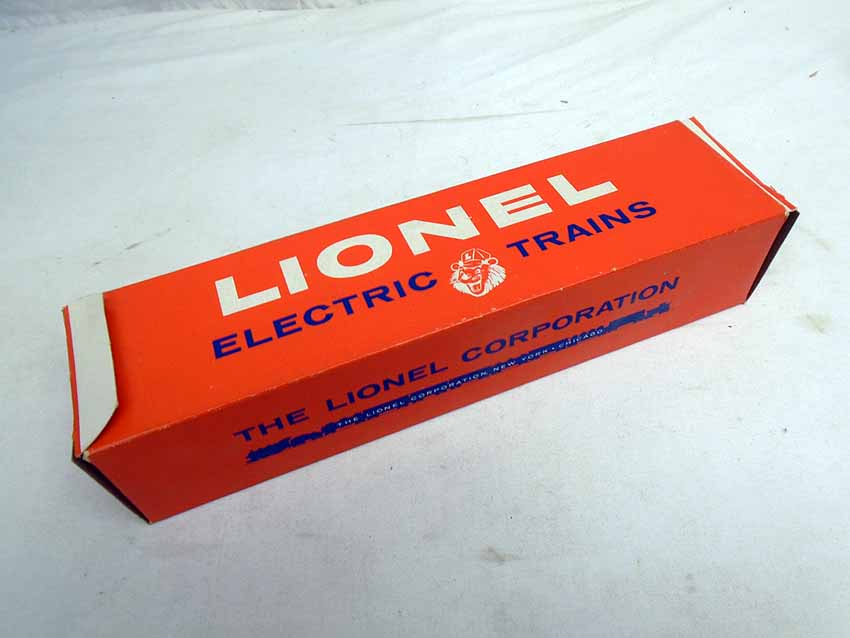 LIONEL
ELECTRIC TRAINS
L
THE LIONEL CORPORATION
THE LIONEL CORPORATION, NEW YORK • CHICAGO